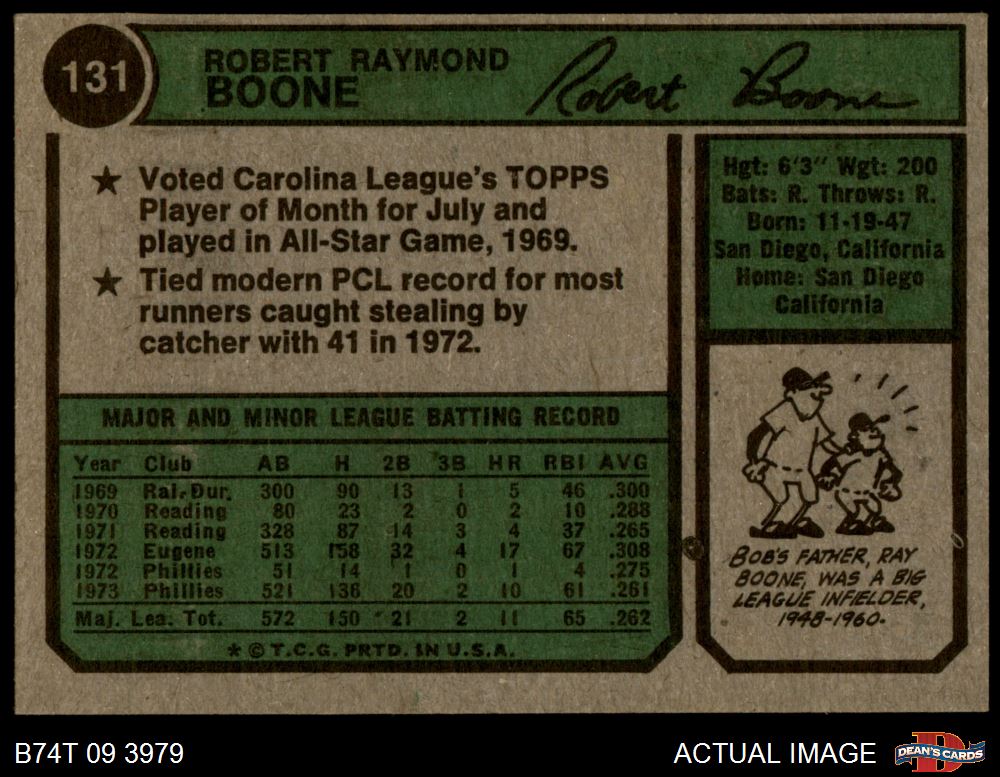 131
ROBERT RAYMOND
BOONE
Robert Boone
★ Voted Carolina League's TOPPS
Player of Month for July and
played in All-Star Game, 1969.
★ Tied modern PCL record for most
runners caught stealing by
catcher with 41 in 1972.
MAJOR AND MINOR LEAGUE BATTING RECORD
Year Club AB H 2B 3B HR RBI AVG
1969 Ral.-Dur. 300 90 13 1 5 46 .300
1970 Reading 80 23 2 0 2 10 .288
1971 Reading 328 87 14 3 4 37 .265
1972 Eugene 513 158 32 4 17 67 .308
1972 Phillies 51 14 1 0 1 4 .275
1973 Phillies 521 136 20 2 10 61 .261
Maj. Lea. Tot. 572 150 21 2 11 65 .262
★ © T.C.G. PRTD. IN U.S.A.
Hgt: 6'3" Wgt: 200
Bats: R. Throws: R.
Born: 11-19-47
San Diego, California
Home: San Diego
California
BOB'S FATHER, RAY
BOONE, WAS A BIG
LEAGUE INFIELDER,
1948-1960.
B74T 09 3979
ACTUAL IMAGE
DEAN'S CARDS